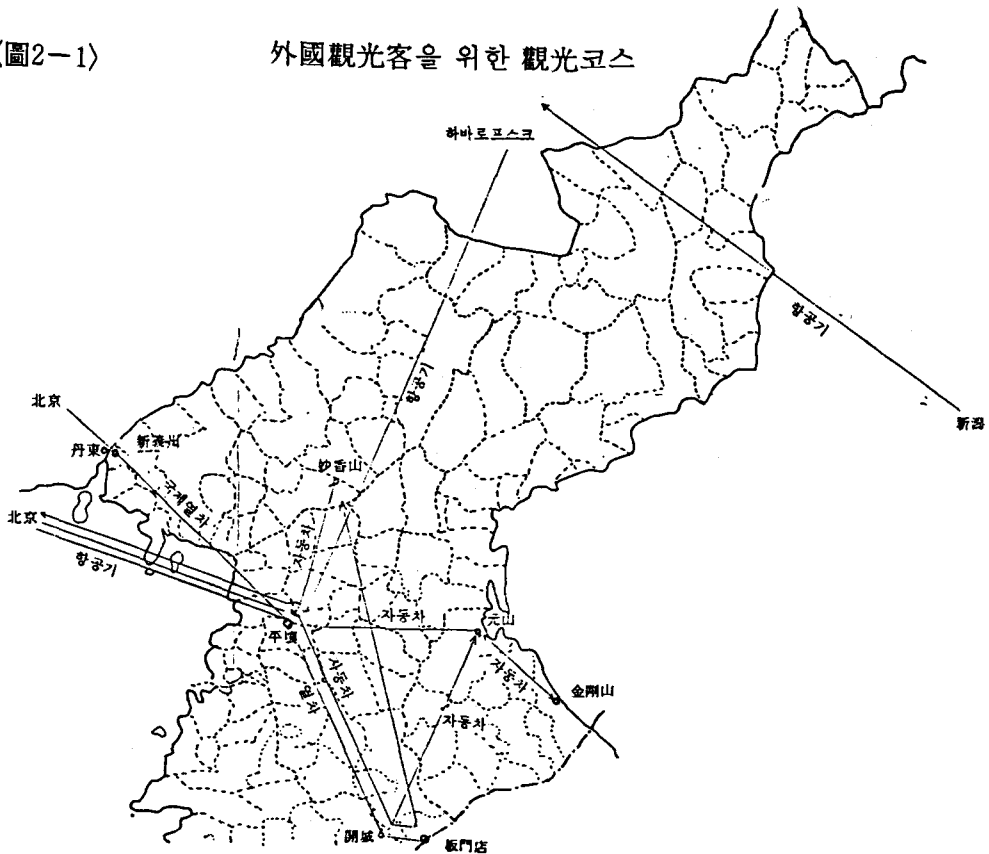 〈圖2-1〉
外國觀光客을 위한 觀光코스
하바로프스크
항공기
新潟
항공기
北京
丹東
新義州
국제열차
妙香山
北京
항공기
자동차
자동차
元山
平壤
자동차
열차
자동차
자동차
金剛山
開城
板門店